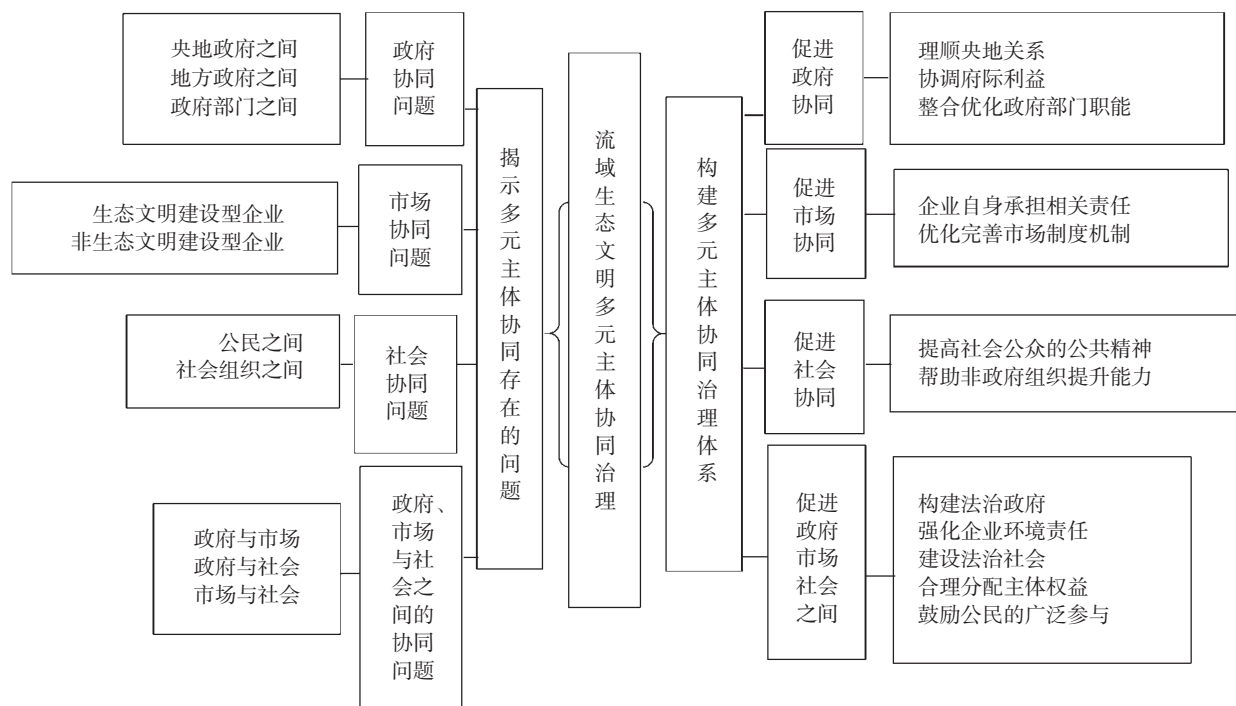 央地政府之间
地方政府之间
政府部门之间
政府
协同
问题
生态文明建设型企业
非生态文明建设型企业
市场
协同
问题
公民之间
社会组织之间
社会
协同
问题
政府与市场
政府与社会
市场与社会
政府、
市场
与社
会之
间的
协同
问题
揭示多元主体协同存在的问题
流域生态文明多元主体协同治理
构建多元主体协同治理体系
促进
政府
协同
理顺央地关系
协调府际利益
整合优化政府部门职能
促进
市场
协同
企业自身承担相关责任
优化完善市场制度机制
促进
社会
协同
提高社会公众的公共精神
帮助非政府组织提升能力
促进
政府
市场
社会
之间
构建法治政府
强化企业环境责任
建设法治社会
合理分配主体权益
鼓励公民的广泛参与